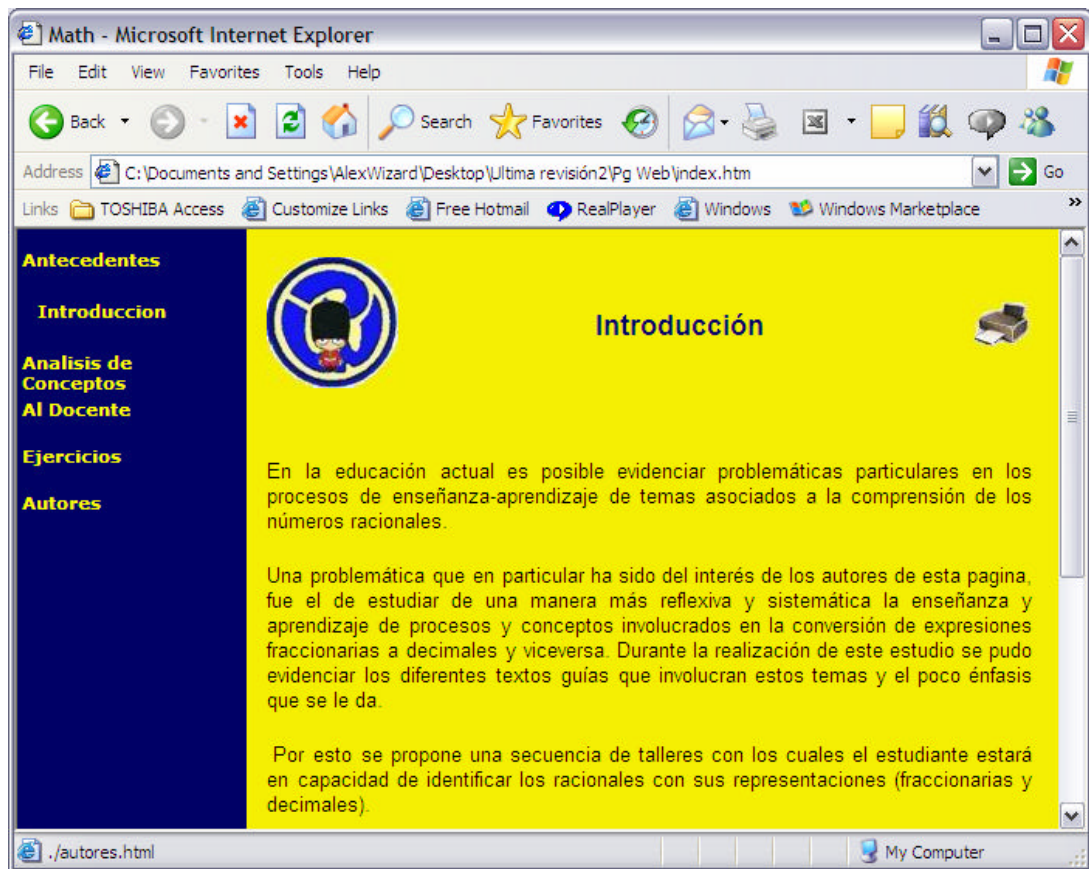 Math - Microsoft Internet Explorer
File Edit View Favorites Tools Help
Back Search Favorites
Address C:\Documents and Settings\AlexWizard\Desktop\Ultima revisión2\Pg Web\index.htm Go
Links TOSHIBA Access Customize Links Free Hotmail RealPlayer Windows Windows Marketplace »
Antecedentes
Introduccion
Analisis de
Conceptos
Al Docente
Ejercicios
Autores
Introducción
En la educación actual es posible evidenciar problemáticas particulares en los
procesos de enseñanza-aprendizaje de temas asociados a la comprensión de los
números racionales.
Una problemática que en particular ha sido del interés de los autores de esta pagina,
fue el de estudiar de una manera más reflexiva y sistemática la enseñanza y
aprendizaje de procesos y conceptos involucrados en la conversión de expresiones
fraccionarias a decimales y viceversa. Durante la realización de este estudio se pudo
evidenciar los diferentes textos guías que involucran estos temas y el poco énfasis
que se le da.
Por esto se propone una secuencia de talleres con los cuales el estudiante estará
en capacidad de identificar los racionales con sus representaciones (fraccionarias y
decimales).
./autores.html My Computer